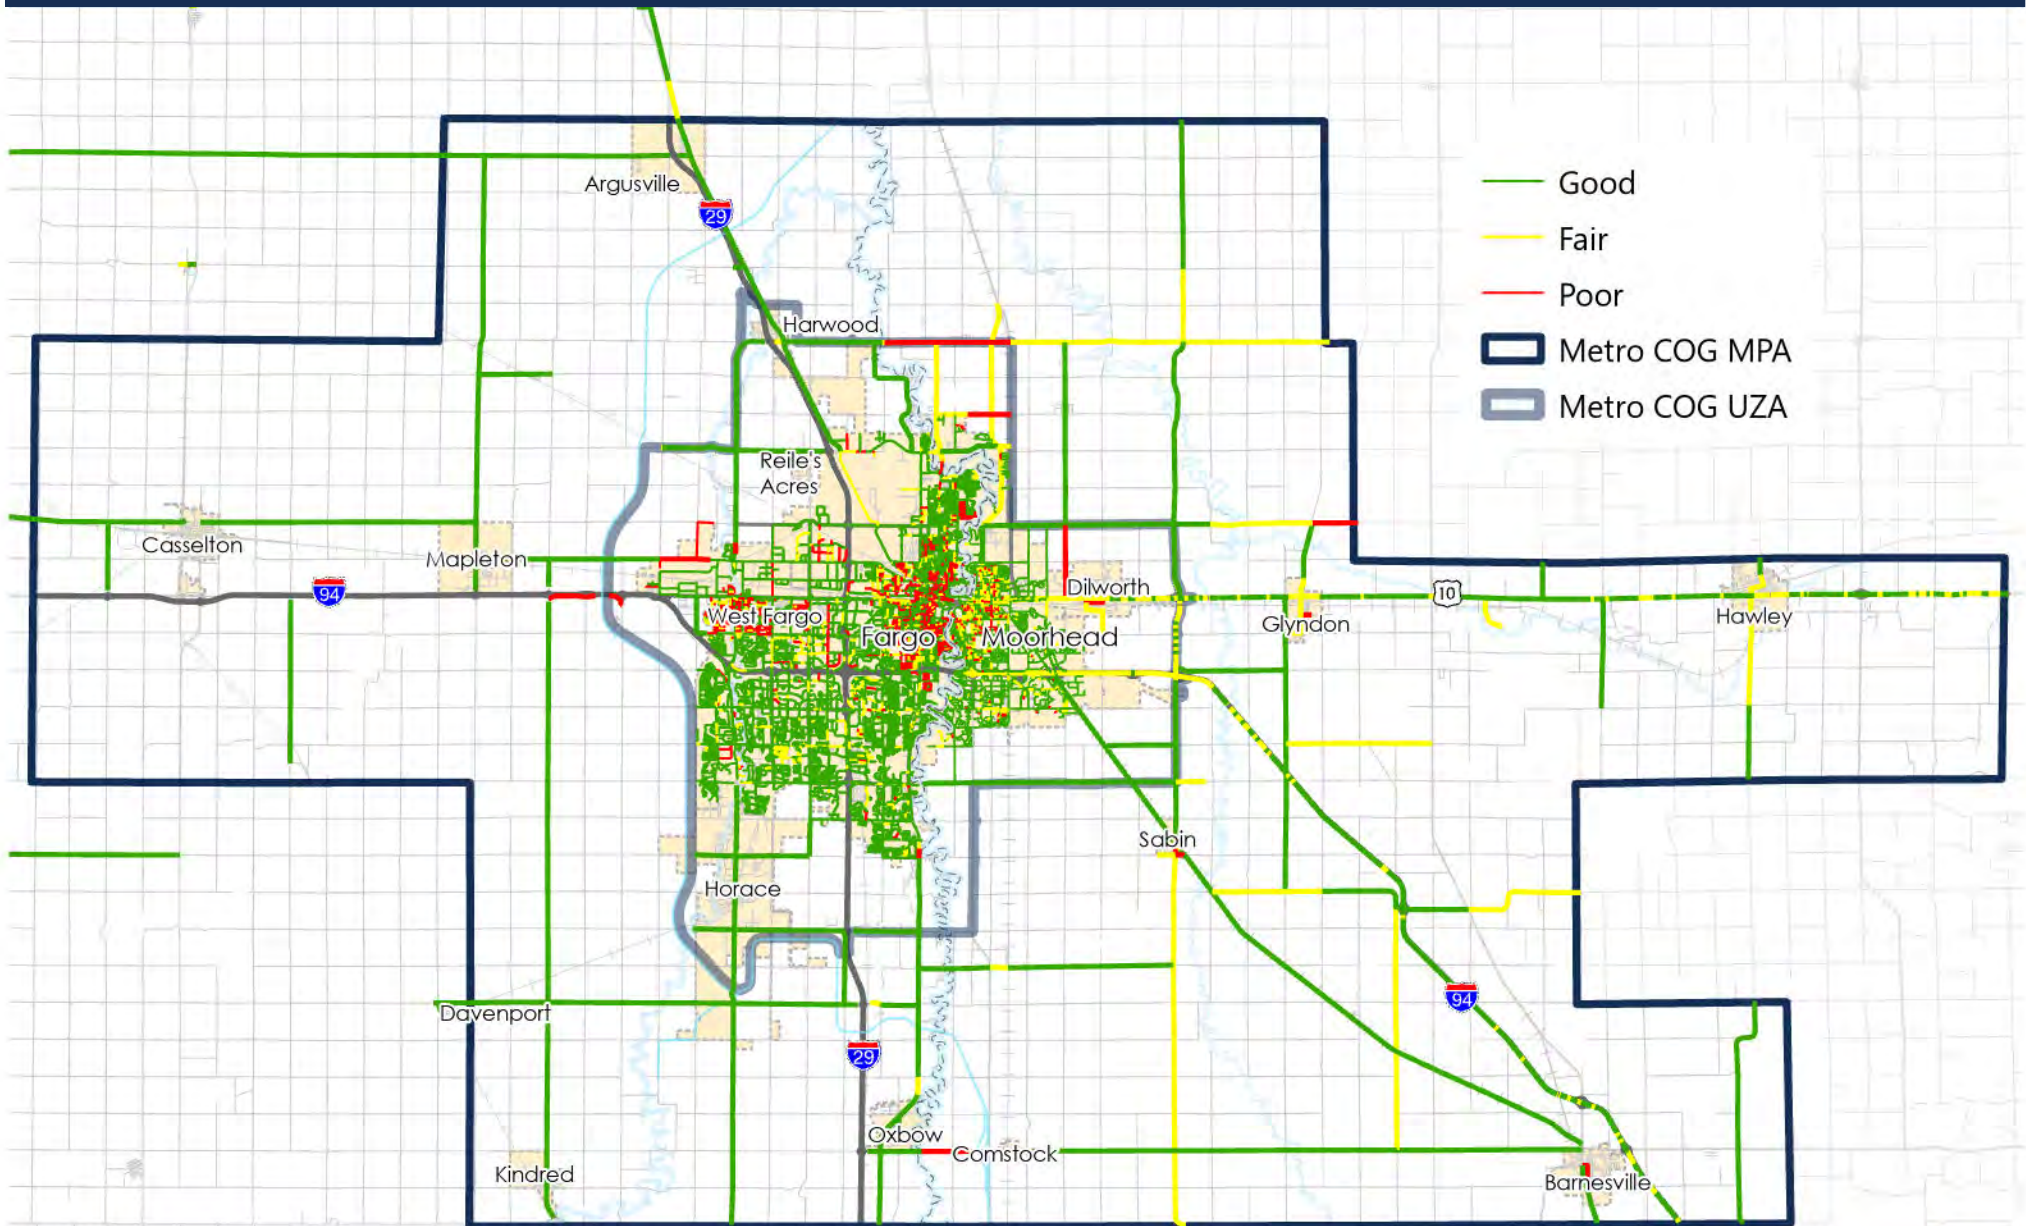 Good
Fair
Poor
Metro COG MPA
Metro COG UZA
Argusville
29
Harwood
Reile's
Acres
Casselton
Mapleton
94
West Fargo
Fargo
Moorhead
Dilworth
Glyndon
10
Hawley
Sabin
Horace
Davenport
29
94
Oxbow
Comstock
Kindred
Barnesville